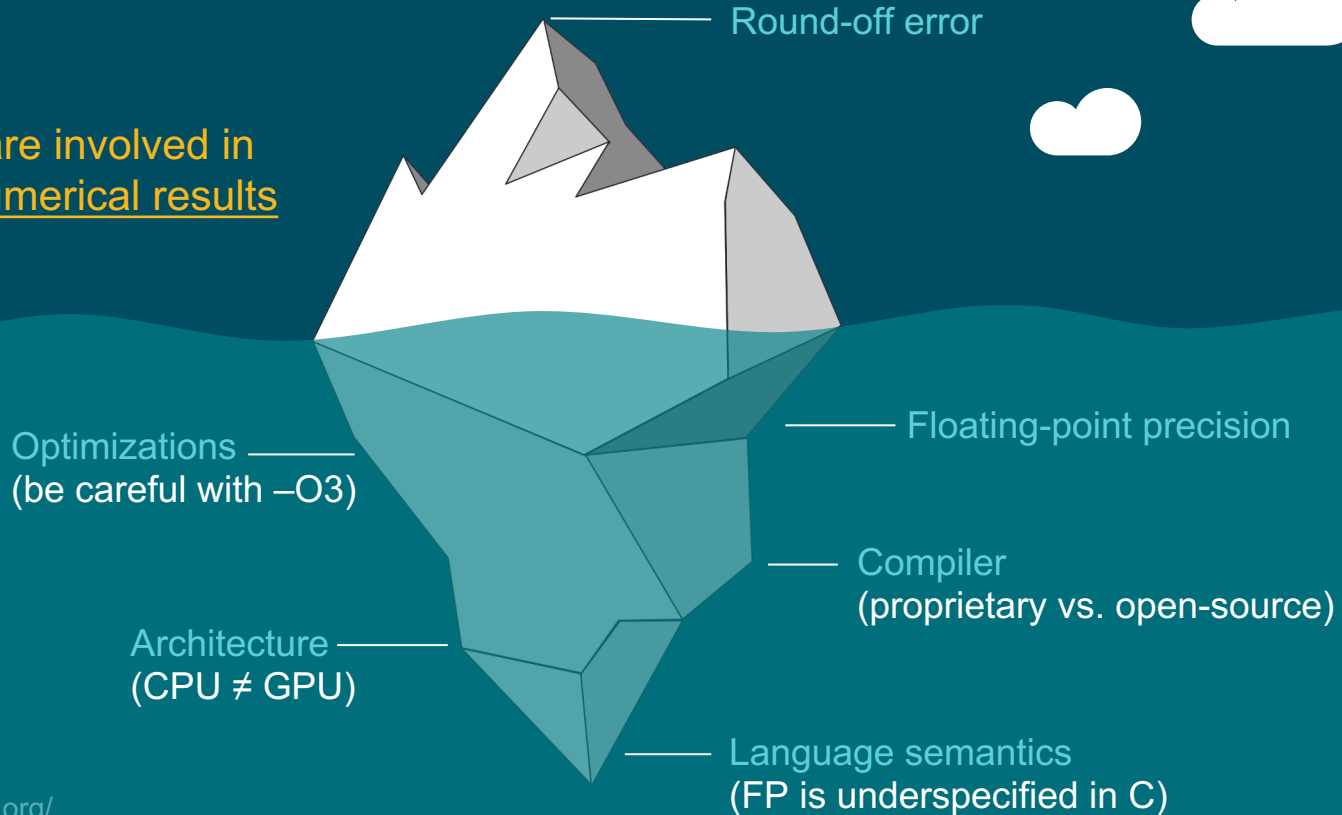 Round-off error
are involved in
numerical results
Optimizations
(be careful with –O3)
Floating-point precision
Compiler
(proprietary vs. open-source)
Architecture
(CPU ≠ GPU)
Language semantics
(FP is underspecified in C)
.org/